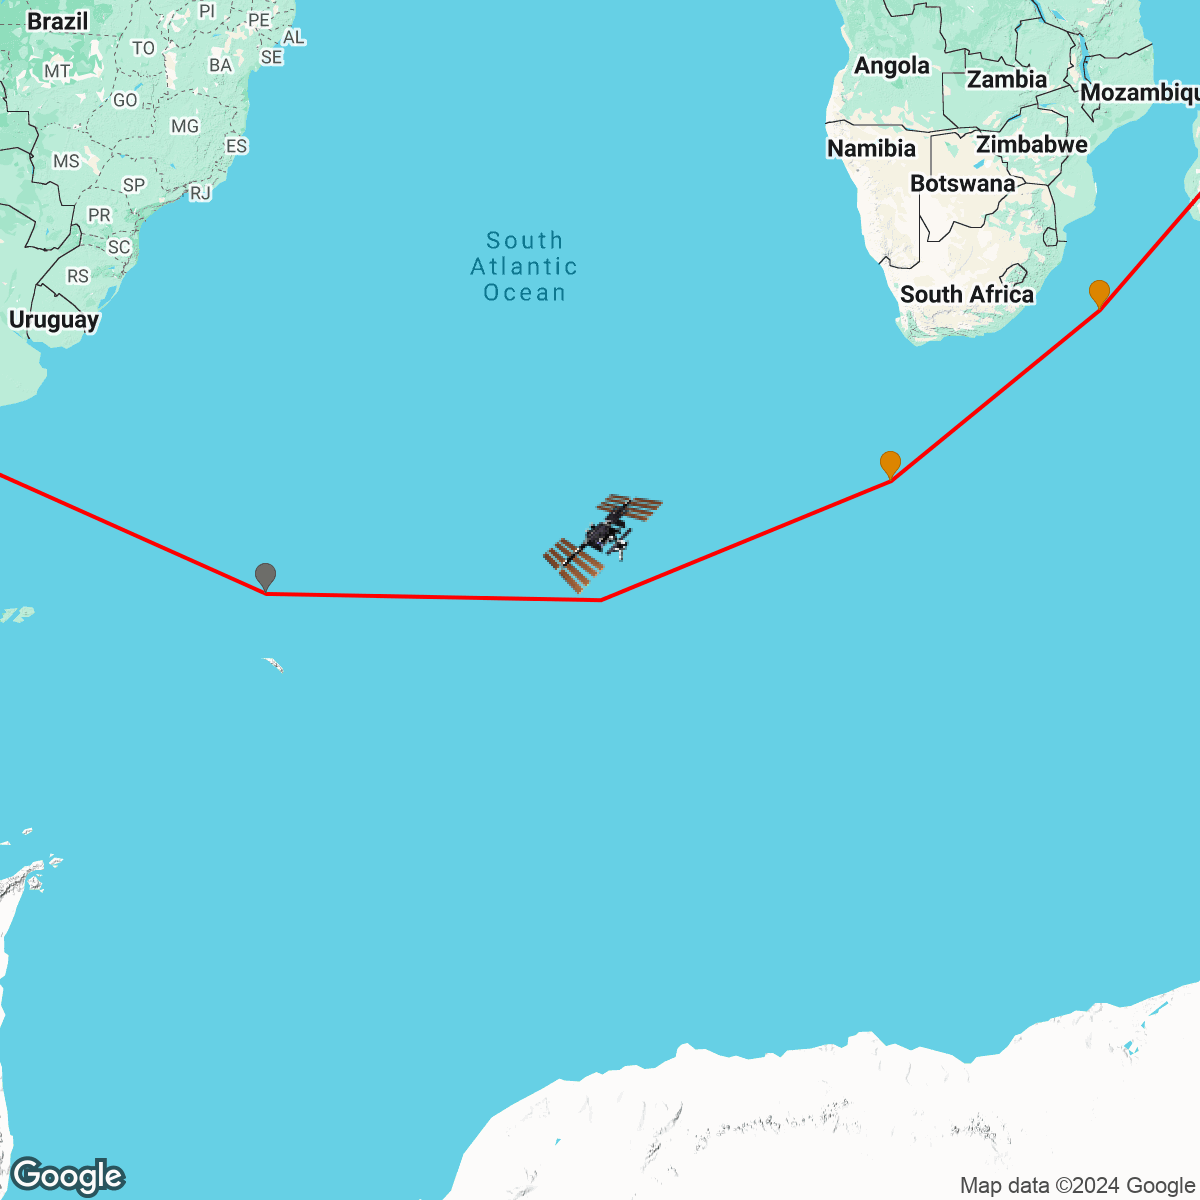 Brazil
PI
PE
AL
TO
SE
BA
MT
GO
MG
ES
MS
SP
RJ
PR
SC
RS
Uruguay
Angola
Zambia
Mozambiqu
Namibia
Zimbabwe
Botswana
South Africa
South
Atlantic
Ocean
Google
Map data ©2024 Google